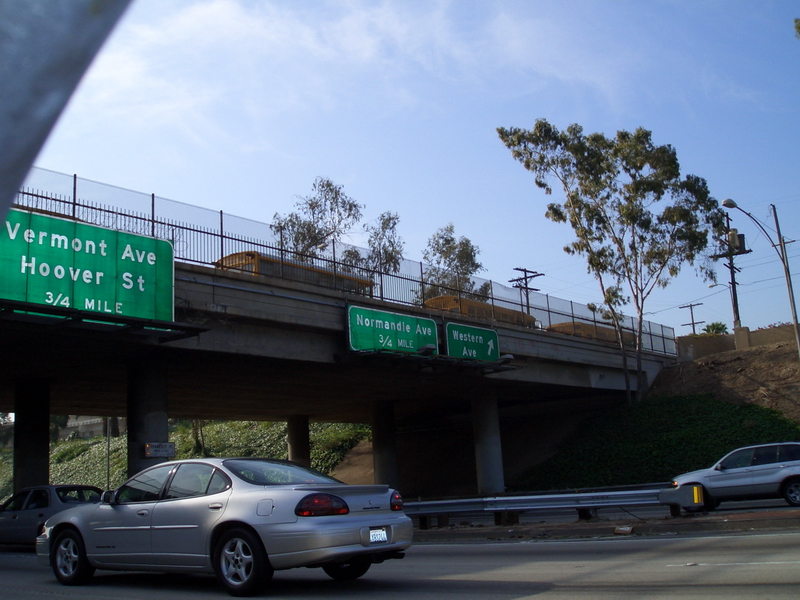 Vermont Ave
Hoover St
3/4 MILE
Normandie Ave
3/4 MILE
Western
Ave